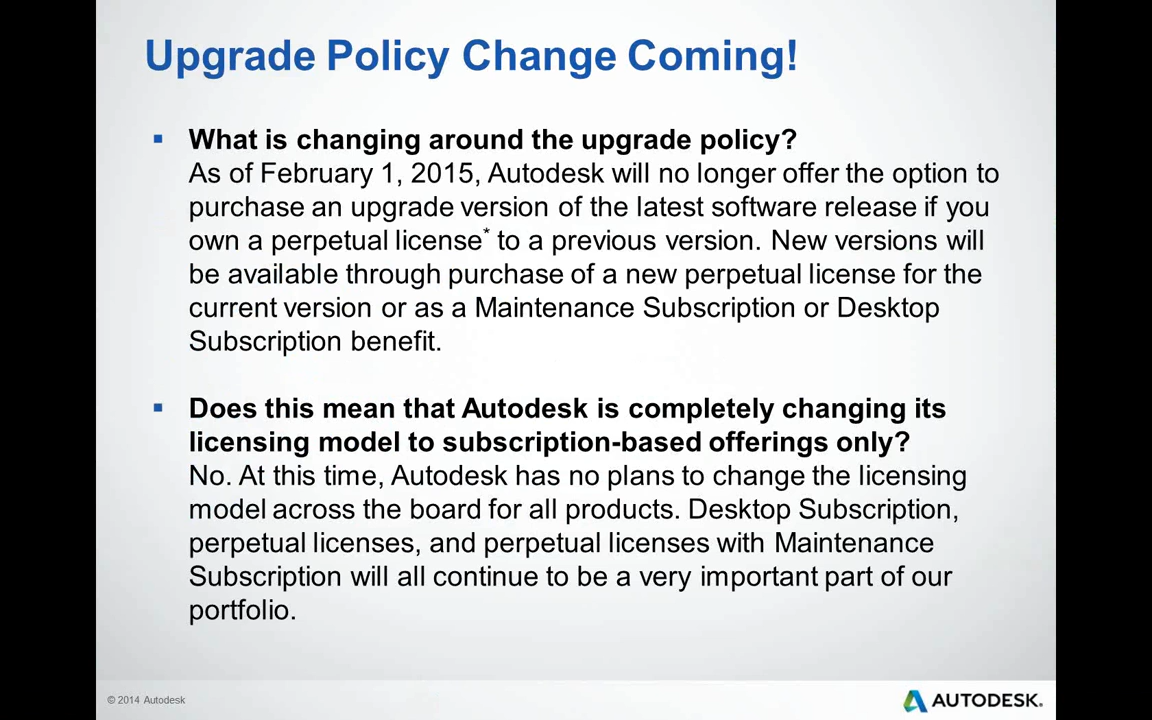 Upgrade Policy Change Coming!
▪ What is changing around the upgrade policy?
As of February 1, 2015, Autodesk will no longer offer the option to
purchase an upgrade version of the latest software release if you
own a perpetual license* to a previous version. New versions will
be available through purchase of a new perpetual license for the
current version or as a Maintenance Subscription or Desktop
Subscription benefit.
▪ Does this mean that Autodesk is completely changing its
licensing model to subscription-based offerings only?
No. At this time, Autodesk has no plans to change the licensing
model across the board for all products. Desktop Subscription,
perpetual licenses, and perpetual licenses with Maintenance
Subscription will all continue to be a very important part of our
portfolio.
© 2014 Autodesk
AUTODESK.